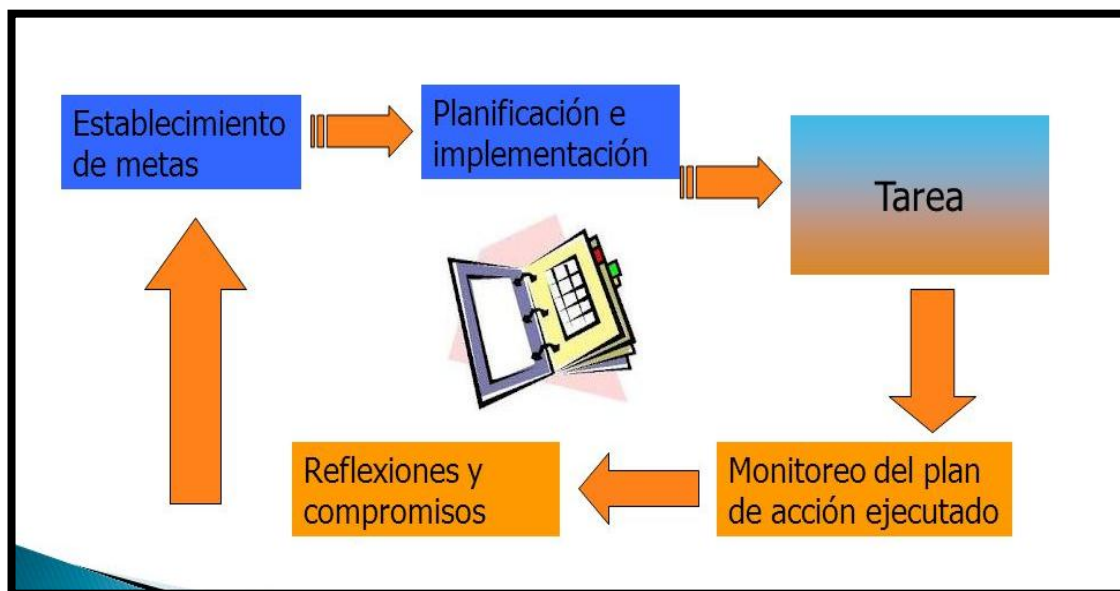 Establecimiento
de metas
Planificación e
implementación
Tarea
Monitoreo del plan
de acción ejecutado
Reflexiones y
compromisos